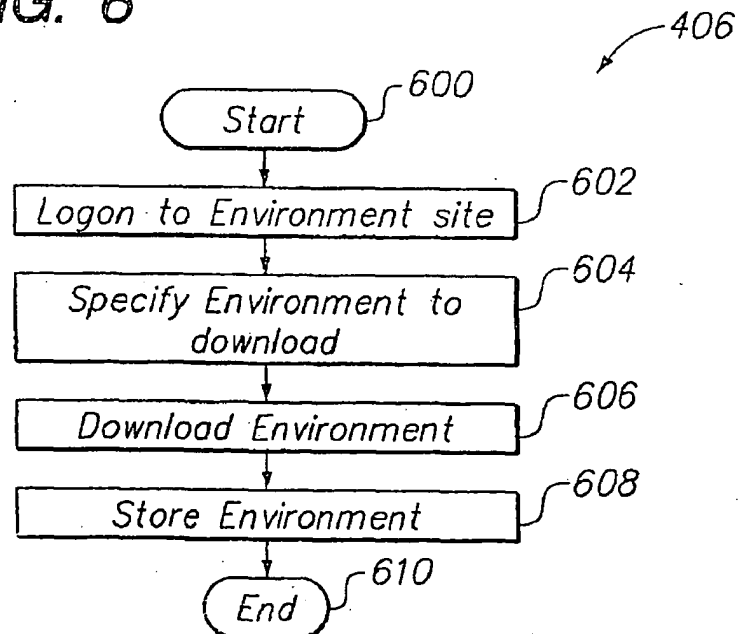 FIG. 6
406
600
Start
602
Logon to Environment site
604
Specify Environment to
download
606
Download Environment
608
Store Environment
610
End